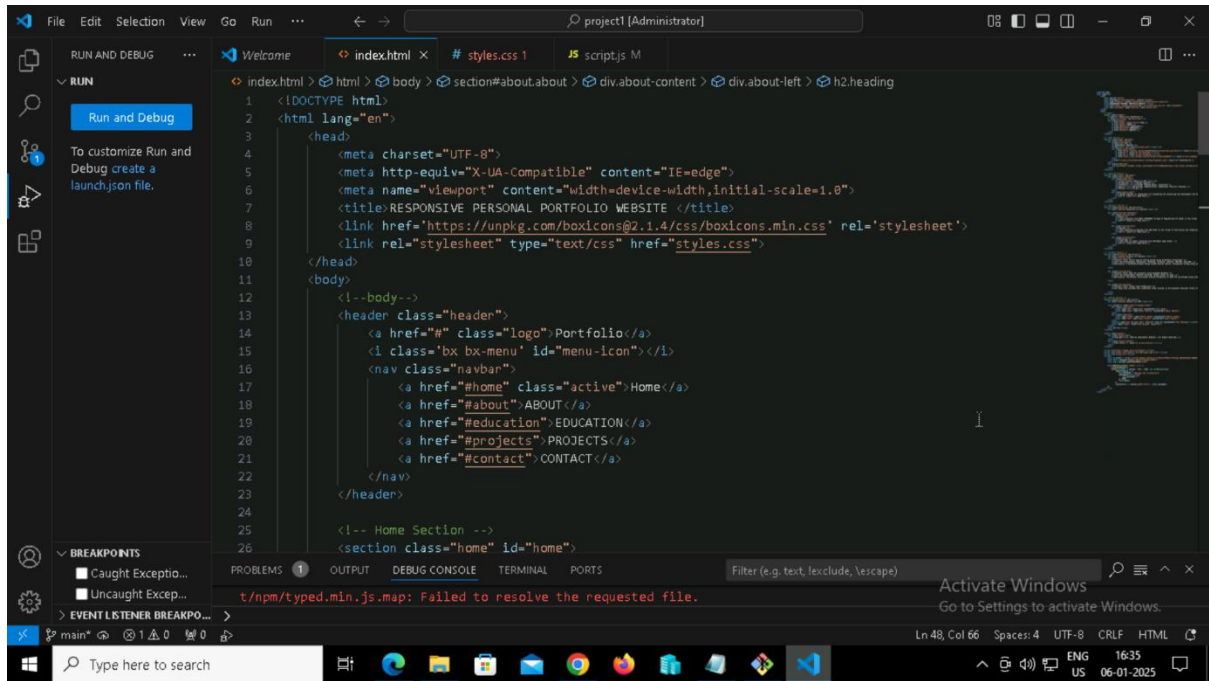 File Edit Selection View Go Run ··· project1 [Administrator]
RUN AND DEBUG ···
RUN
Run and Debug
To customize Run and
Debug create a
launch.json file.
Welcome index.html styles.css 1 JS script.js M
index.html > html > body > section#about.about > div.about-content > div.about-left > h2.heading
1 <!DOCTYPE html>
2 <html lang="en">
3 <head>
4 <meta charset="UTF-8">
5 <meta http-equiv="X-UA-Compatible" content="IE=edge">
6 <meta name="viewport" content="width=device-width,initial-scale=1.0">
7 <title>RESPONSIVE PERSONAL PORTFOLIO WEBSITE </title>
8 <link href='https://unpkg.com/boxicons@2.1.4/css/boxicons.min.css' rel='stylesheet'>
9 <link rel="stylesheet" type="text/css" href="styles.css">
10 </head>
11 <body>
12 <!--body-->
13 <header class="header">
14 <a href="#" class="logo">Portfolio</a>
15 <i class='bx bx-menu' id="menu-icon"></i>
16 <nav class="navbar">
17 <a href="#home" class="active">Home</a>
18 <a href="#about">ABOUT</a>
19 <a href="#education">EDUCATION</a>
20 <a href="#projects">PROJECTS</a>
21 <a href="#contact">CONTACT</a>
22 </nav>
23 </header>
24
25 <!-- Home Section -->
26 <section class="home" id="home">
BREAKPOINTS
Caught Exceptio...
Uncaught Excep...
EVENT LISTENER BREAKPO...
PROBLEMS 1 OUTPUT DEBUG CONSOLE TERMINAL PORTS Filter (e.g. text, !exclude, \escape)
t/npm/typed.min.js.map: Failed to resolve the requested file.
Activate Windows
Go to Settings to activate Windows.
main* 1 0 0 Ln 48, Col 66 Spaces: 4 UTF-8 CRLF HTML
Type here to search ENG US 16:35 06-01-2025